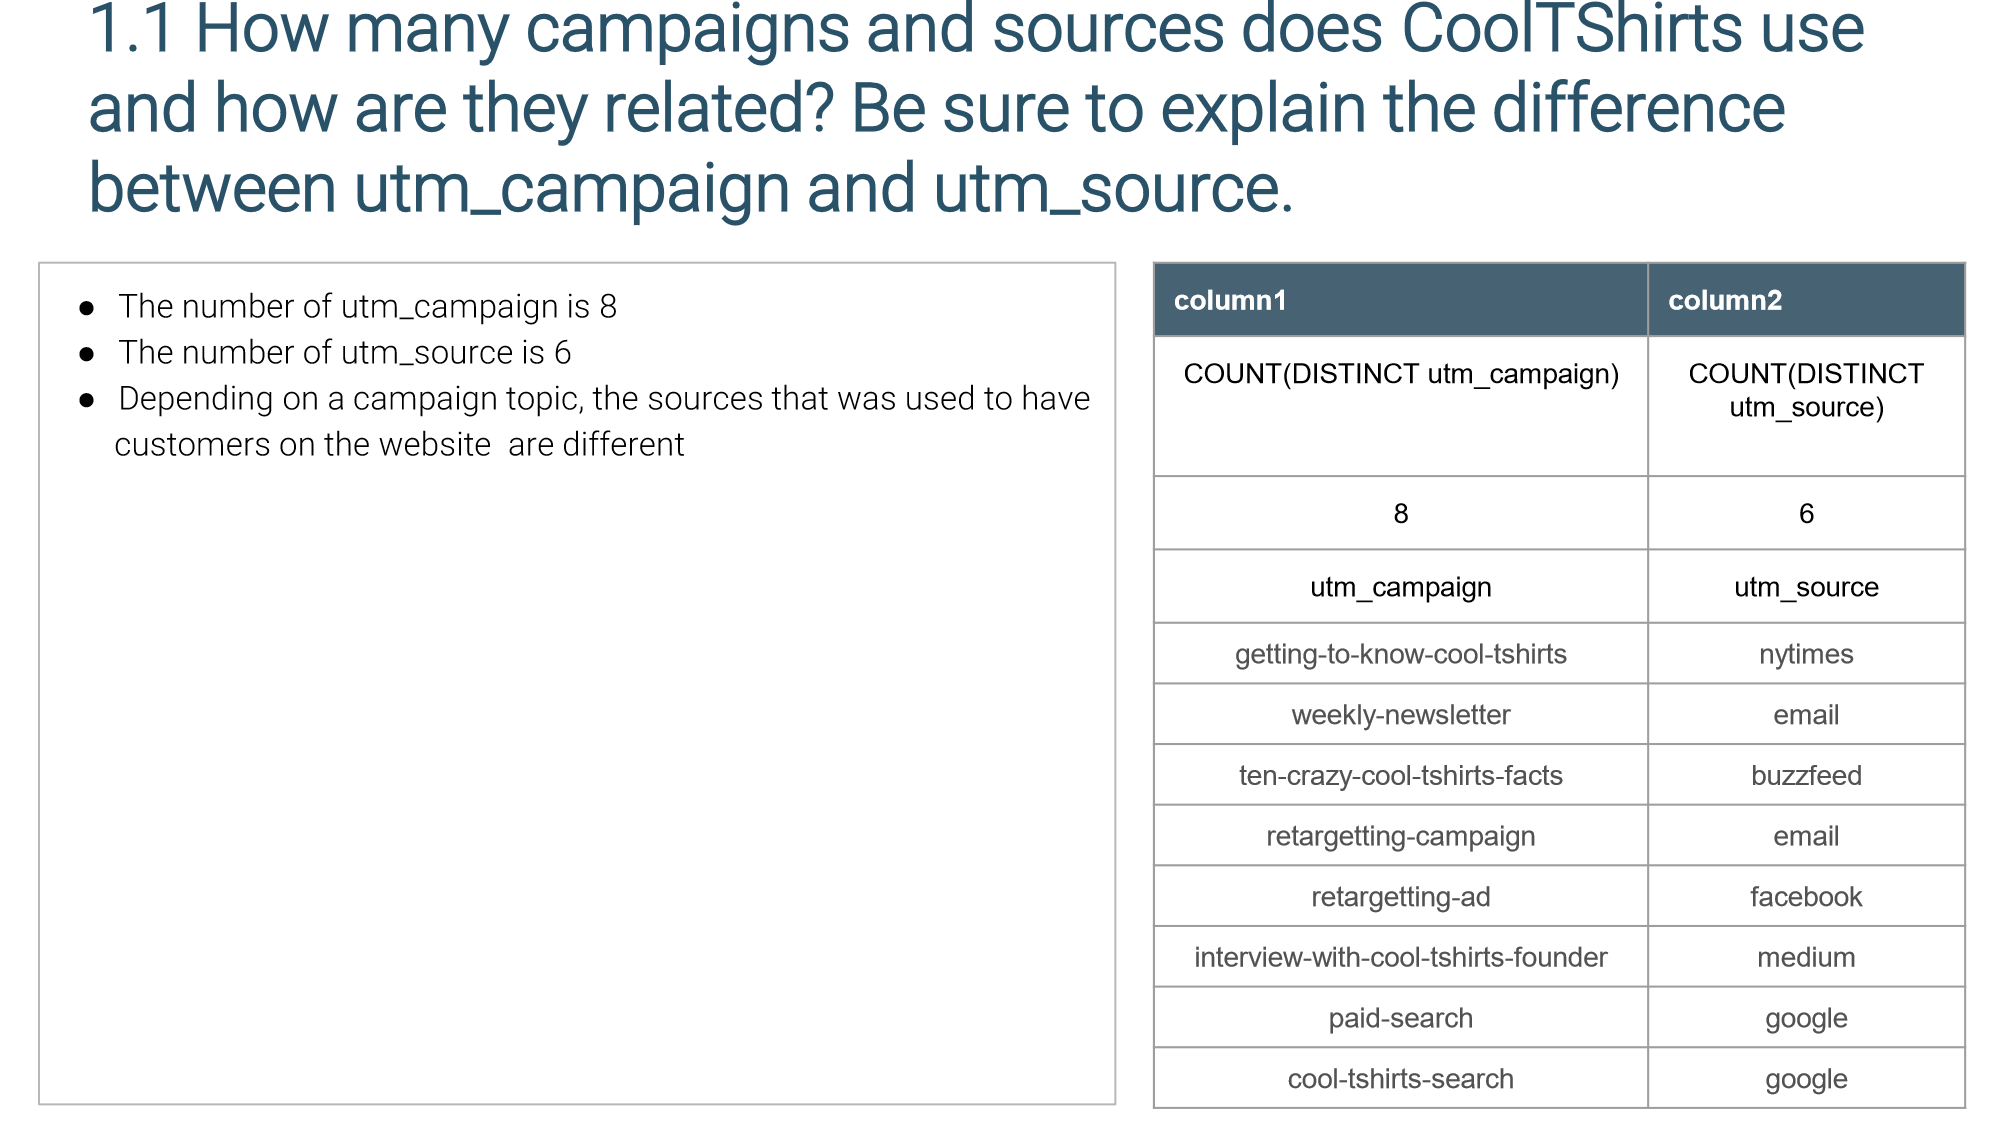 1.1 How many campaigns and sources does CoolTShirts use
and how are they related? Be sure to explain the difference
between utm_campaign and utm_source.
● The number of utm_campaign is 8
● The number of utm_source is 6
● Depending on a campaign topic, the sources that was used to have
customers on the website  are different
column1 column2
COUNT(DISTINCT utm_campaign) COUNT(DISTINCT
utm_source)
8 6
utm_campaign utm_source
getting-to-know-cool-tshirts nytimes
weekly-newsletter email
ten-crazy-cool-tshirts-facts buzzfeed
retargetting-campaign email
retargetting-ad facebook
interview-with-cool-tshirts-founder medium
paid-search google
cool-tshirts-search google